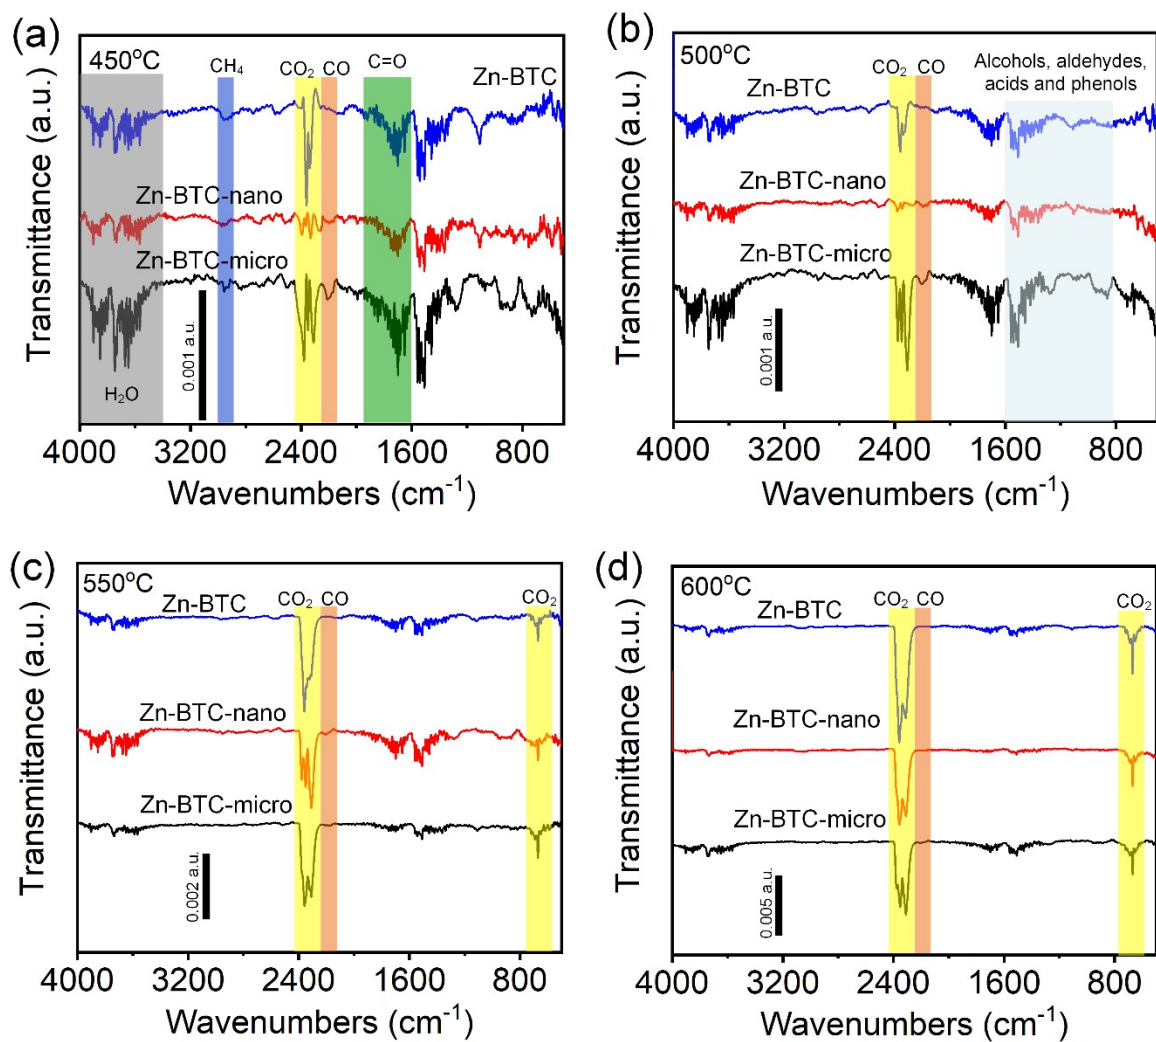 (a)
450°C
CH₄
CO₂
CO
C=O
Zn-BTC
Zn-BTC-nano
Zn-BTC-micro
H₂O
0.001 a.u.
Transmittance (a.u.)
4000 3200 2400 1600 800
Wavenumbers (cm⁻¹)
(b)
500°C
CO₂
CO
Alcohols, aldehydes,
acids and phenols
Zn-BTC
Zn-BTC-nano
Zn-BTC-micro
0.001 a.u.
Transmittance (a.u.)
4000 3200 2400 1600 800
Wavenumbers (cm⁻¹)
(c)
550°C
CO₂
CO
CO₂
Zn-BTC
Zn-BTC-nano
Zn-BTC-micro
0.002 a.u.
Transmittance (a.u.)
4000 3200 2400 1600 800
Wavenumbers (cm⁻¹)
(d)
600°C
CO₂
CO
CO₂
Zn-BTC
Zn-BTC-nano
Zn-BTC-micro
0.005 a.u.
Transmittance (a.u.)
4000 3200 2400 1600 800
Wavenumbers (cm⁻¹)